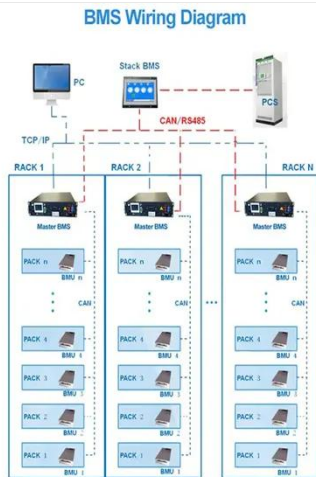 BMS Wiring Diagram
Stack BMS
PC
PCS
CAN/RS485
TCP/IP
RACK 1
RACK 2
RACK N
Master BMS
Master BMS
Master BMS
PACK n
PACK n
PACK n
BMU n
BMU n
BMU n
CAN
CAN
CAN
PACK 4
PACK 4
PACK 4
BMU 4
BMU 4
BMU 4
PACK 3
PACK 3
PACK 3
BMU 3
BMU 3
BMU 3
PACK 2
PACK 2
PACK 2
BMU 2
BMU 2
BMU 2
PACK 1
PACK 1
PACK 1
BMU 1
BMU 1
BMU 1